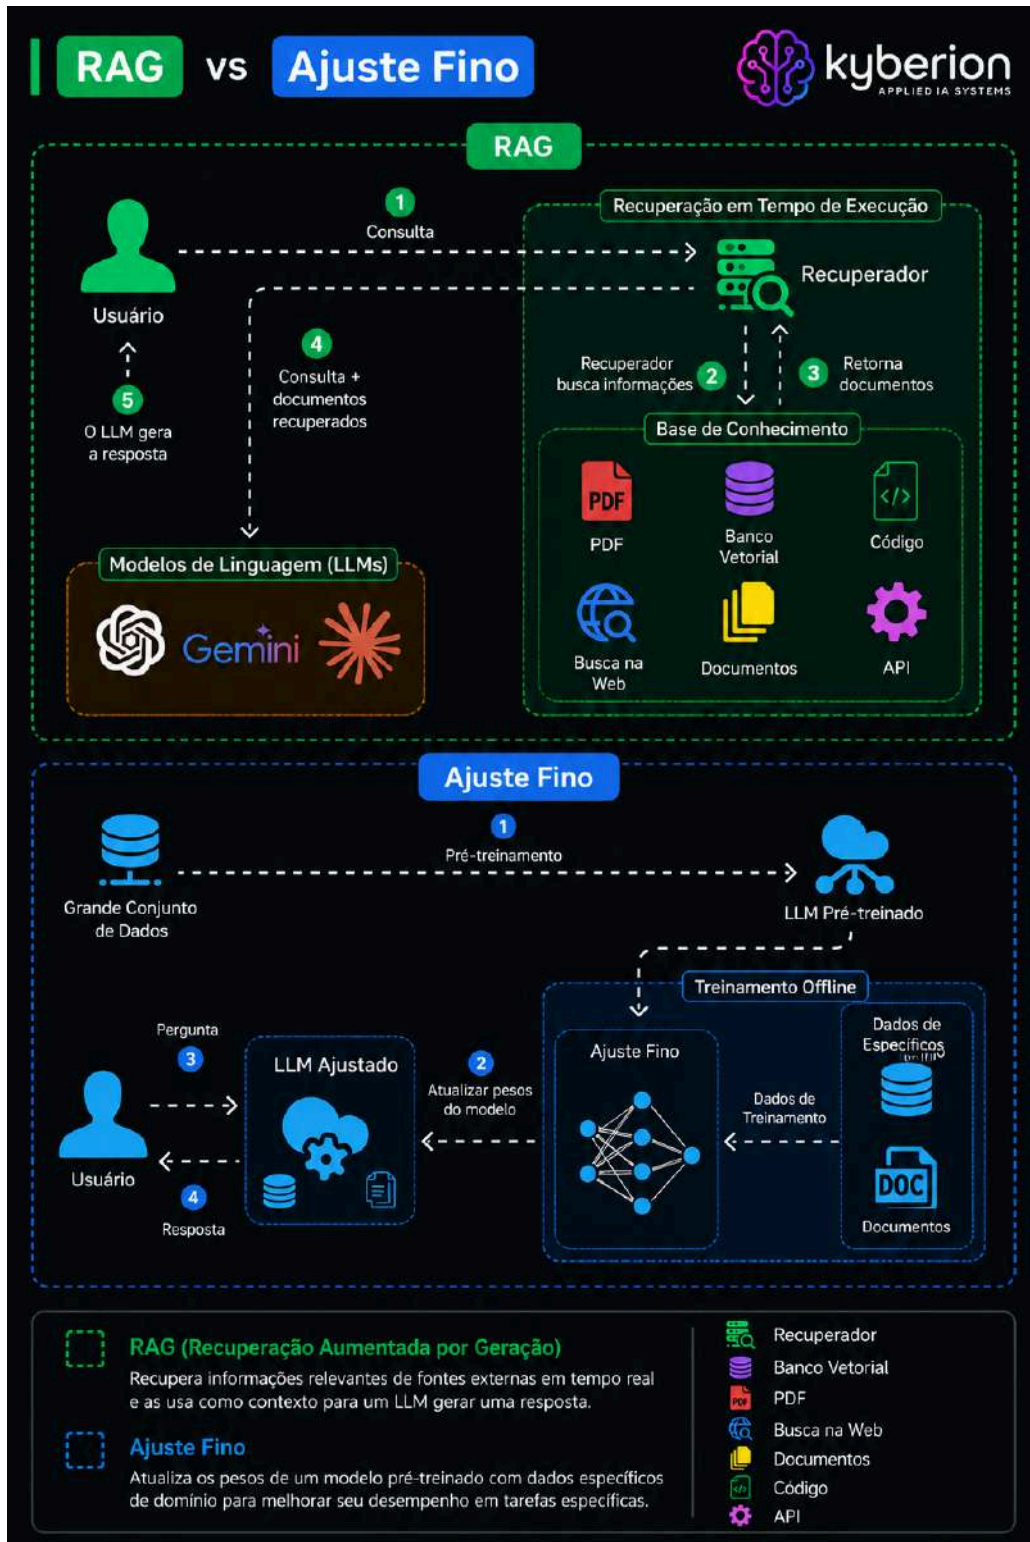 RAG vs Ajuste Fino
kyberion
APPLIED IA SYSTEMS
RAG
1
Consulta
Usuário
Recuperação em Tempo de Execução
Recuperador
4
Consulta +
documentos
recuperados
5
O LLM gera
a resposta
Recuperador
busca informações
2
3
Retorna
documentos
Base de Conhecimento
PDF
PDF
Banco
Vetorial
</>
Código
Busca na
Web
Documentos
API
Modelos de Linguagem (LLMs)
Gemini
Ajuste Fino
1
Pré-treinamento
Grande Conjunto
de Dados
LLM Pré-treinado
Treinamento Offline
Pergunta
3
Usuário
4
Resposta
LLM Ajustado
2
Atualizar pesos
do modelo
Ajuste Fino
Dados de
Treinamento
Dados de
Específicos
DOC
Documentos
RAG (Recuperação Aumentada por Geração)
Recupera informações relevantes de fontes externas em tempo real
e as usa como contexto para um LLM gerar uma resposta.
Ajuste Fino
Atualiza os pesos de um modelo pré-treinado com dados específicos
de domínio para melhorar seu desempenho em tarefas específicas.
Recuperador
Banco Vetorial
PDF
PDF
Busca na Web
Documentos
</>
Código
API